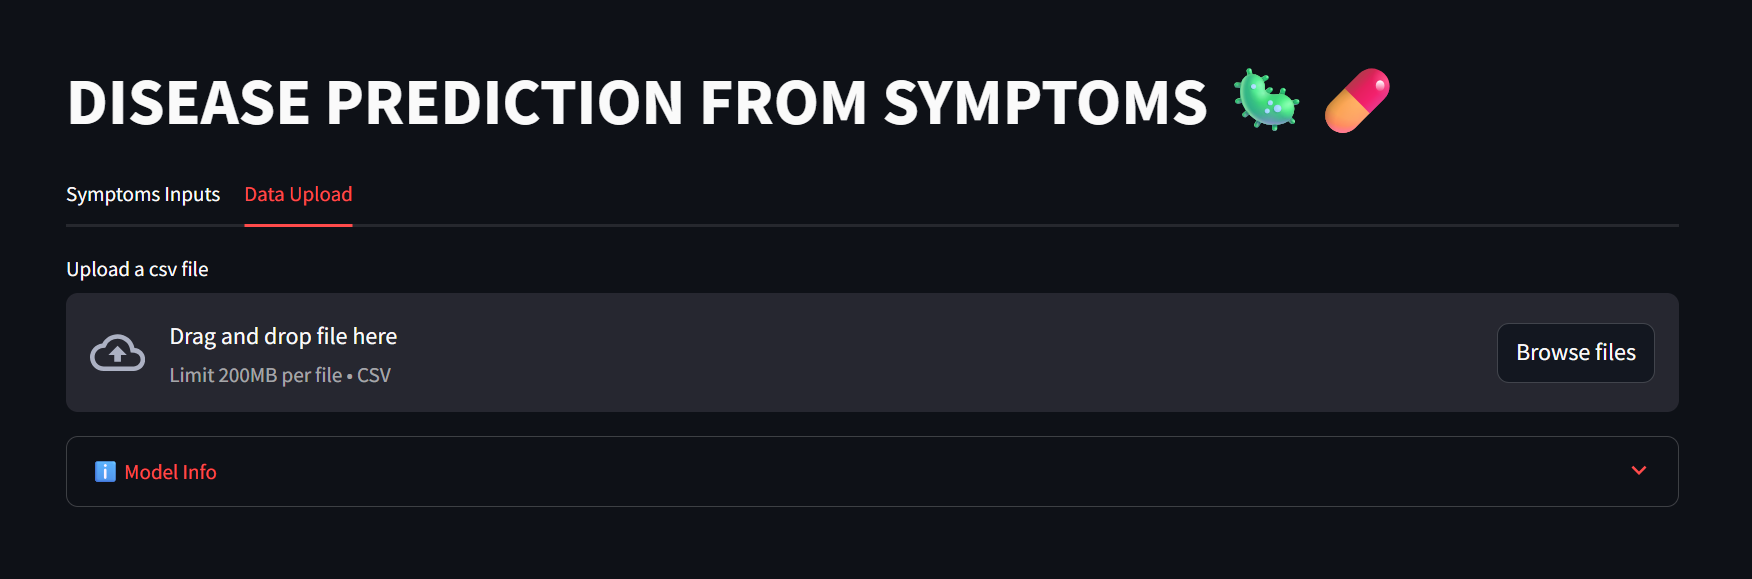 DISEASE PREDICTION FROM SYMPTOMS
Symptoms Inputs Data Upload
Upload a csv file
Drag and drop file here
Limit 200MB per file • CSV
Browse files
Model Info